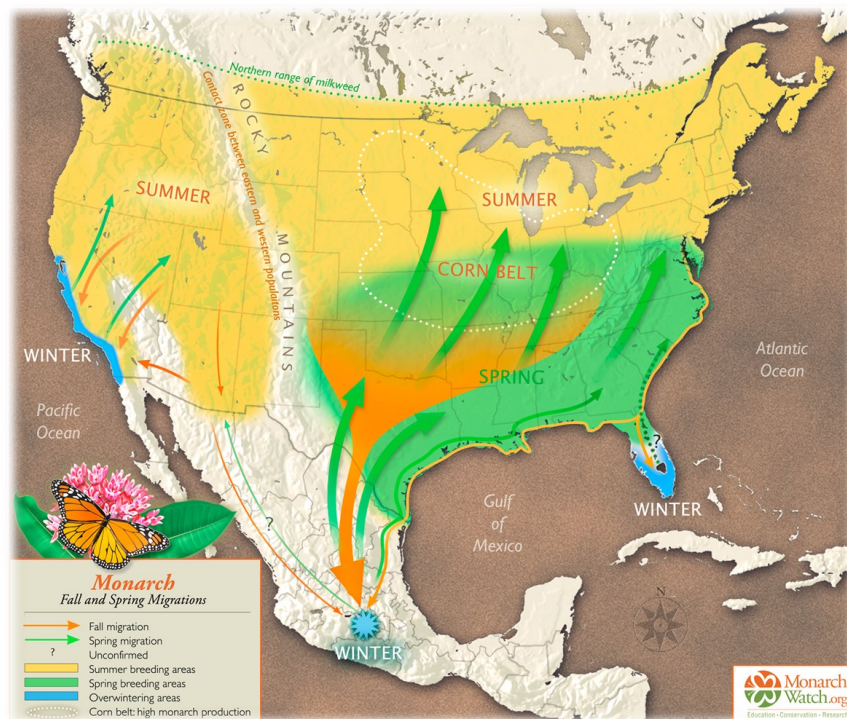 Northern range of milkweed
Contact zone between eastern and western populaitons
ROCKY
MOUNTAINS
SUMMER
SUMMER
CORN BELT
SPRING
WINTER
Pacific
Ocean
Atlantic
Ocean
?
WINTER
Gulf
of
Mexico
?
WINTER
N
Monarch
Fall and Spring Migrations
Fall migration
Spring migration
? Unconfirmed
Summer breeding areas
Spring breeding areas
Overwintering areas
Corn belt: high monarch production
Monarch
Watch.org
Education • Conservation • Research